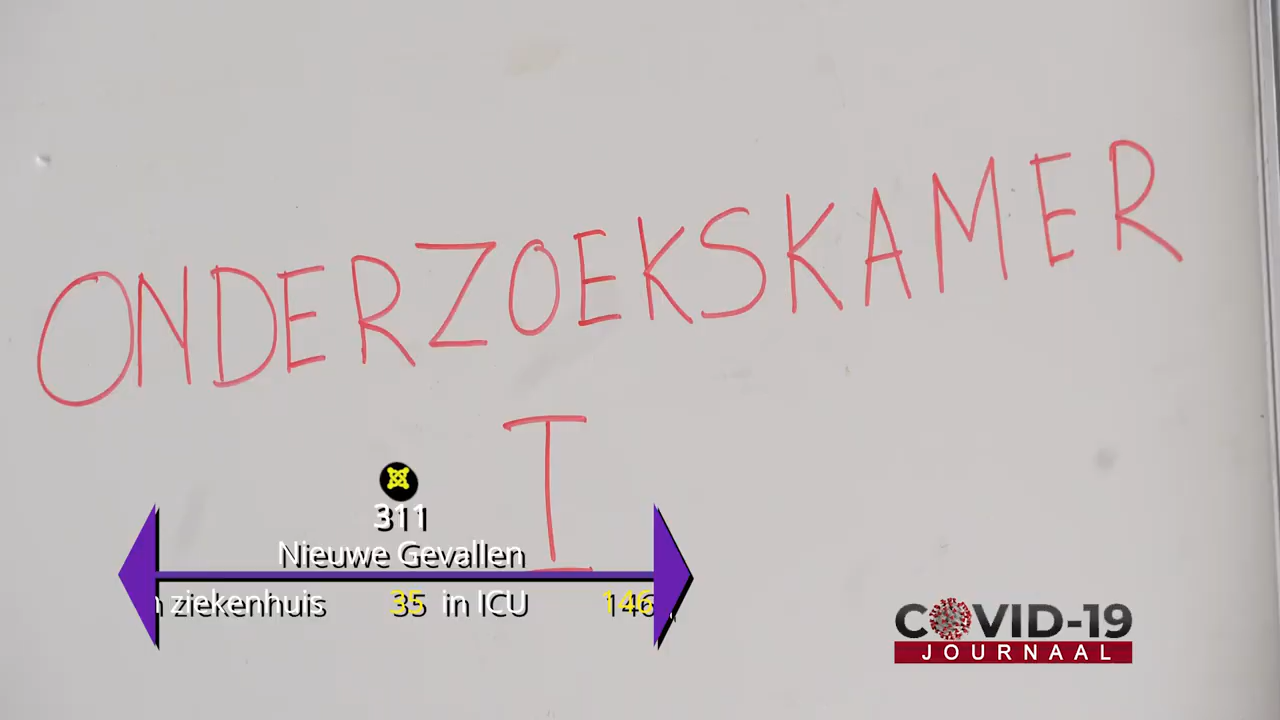 ONDERZOEKSKAMER
I
311
Nieuwe Gevallen
ziekenhuis 35 in ICU 146
COVID-19
JOURNAAL